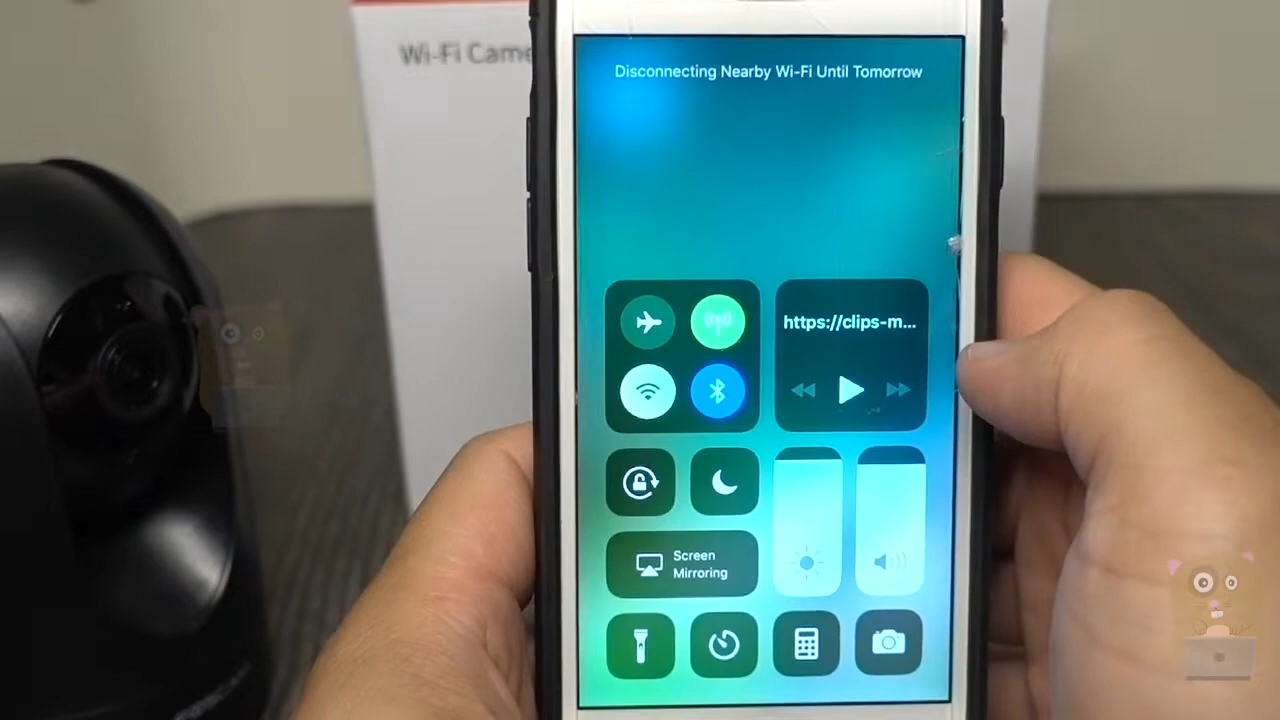 Wi-Fi Came
Disconnecting Nearby Wi-Fi Until Tomorrow
https://clips-m...
Screen
Mirroring